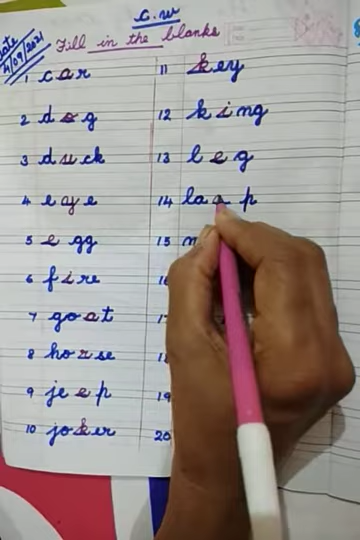 C.W
Date
4/09/2021
Fill in the blanks
1 car
2 dog
3 duck
4 eye
5 egg
6 fire
7 goat
8 horse
9 jeep
10 joker
11 key
12 king
13 leg
14 la p
15
16
17
18
19
20